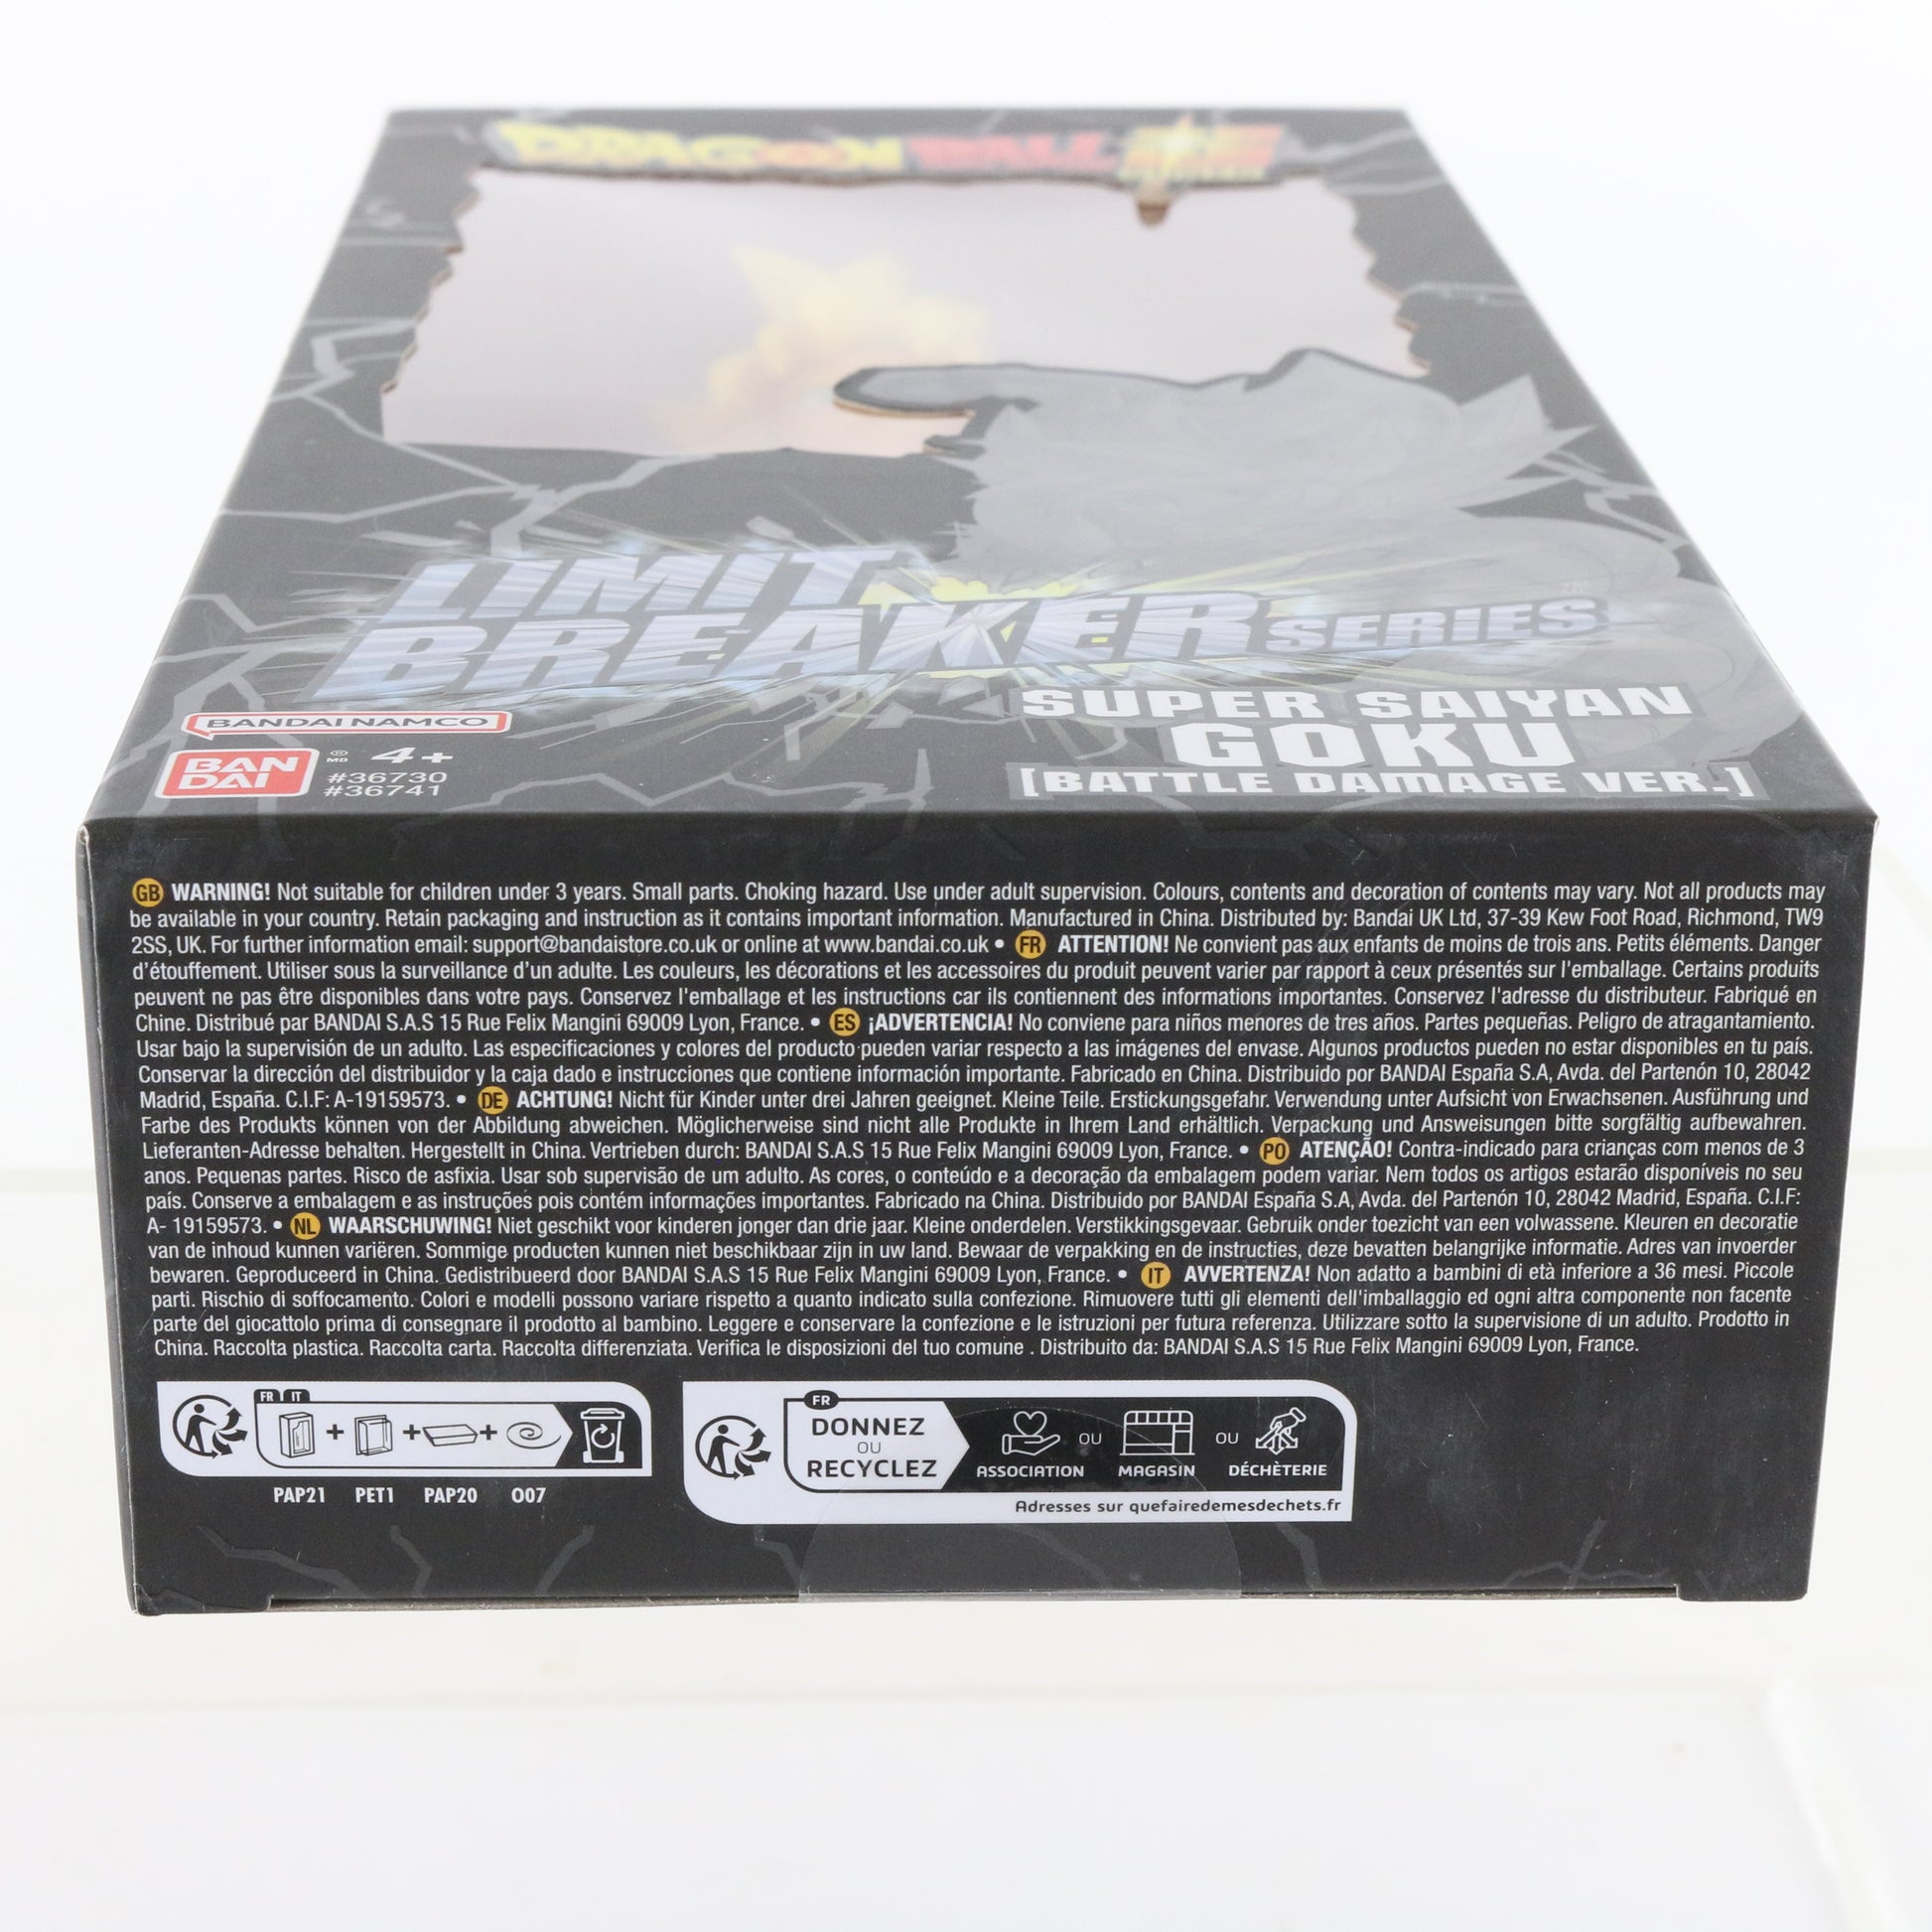 DRAGON BALL SUPER
LIMIT
BREAKER SERIES
SUPER SAIYAN
GOKU
[BATTLE DAMAGE VER.]
BANDAI NAMCO
BAN
DAI
® MD 4+
#36730
#36741
GB WARNING! Not suitable for children under 3 years. Small parts. Choking hazard. Use under adult supervision. Colours, contents and decoration of contents may vary. Not all products may
be available in your country. Retain packaging and instruction as it contains important information. Manufactured in China. Distributed by: Bandai UK Ltd, 37-39 Kew Foot Road, Richmond, TW9
2SS, UK. For further information email: support@bandaistore.co.uk or online at www.bandai.co.uk • FR ATTENTION! Ne convient pas aux enfants de moins de trois ans. Petits éléments. Danger
d'étouffement. Utiliser sous la surveillance d'un adulte. Les couleurs, les décorations et les accessoires du produit peuvent varier par rapport à ceux présentés sur l'emballage. Certains produits
peuvent ne pas être disponibles dans votre pays. Conservez l'emballage et les instructions car ils contiennent des informations importantes. Conservez l'adresse du distributeur. Fabriqué en
Chine. Distribué par BANDAI S.A.S 15 Rue Felix Mangini 69009 Lyon, France. • ES ¡ADVERTENCIA! No conviene para niños menores de tres años. Partes pequeñas. Peligro de atragantamiento.
Usar bajo la supervisión de un adulto. Las especificaciones y colores del producto pueden variar respecto a las imágenes del envase. Algunos productos pueden no estar disponibles en tu país.
Conservar la dirección del distribuidor y la caja dado e instrucciones que contiene información importante. Fabricado en China. Distribuido por BANDAI España S.A, Avda. del Partenón 10, 28042
Madrid, España. C.I.F: A-19159573. • DE ACHTUNG! Nicht für Kinder unter drei Jahren geeignet. Kleine Teile. Erstickungsgefahr. Verwendung unter Aufsicht von Erwachsenen. Ausführung und
Farbe des Produkts können von der Abbildung abweichen. Möglicherweise sind nicht alle Produkte in Ihrem Land erhältlich. Verpackung und Anweisungen bitte sorgfältig aufbewahren.
Lieferanten-Adresse behalten. Hergestellt in China. Vertrieben durch: BANDAI S.A.S 15 Rue Felix Mangini 69009 Lyon, France. • PO ATENÇÃO! Contra-indicado para crianças com menos de 3
anos. Pequenas partes. Risco de asfixia. Usar sob supervisão de um adulto. As cores, o conteúdo e a decoração da embalagem podem variar. Nem todos os artigos estarão disponíveis no seu
país. Conserve a embalagem e as instruções pois contém informações importantes. Fabricado na China. Distribuido por BANDAI España S.A, Avda. del Partenón 10, 28042 Madrid, España. C.I.F:
A- 19159573. • NL WAARSCHUWING! Niet geschikt voor kinderen jonger dan drie jaar. Kleine onderdelen. Verstikkingsgevaar. Gebruik onder toezicht van een volwassene. Kleuren en decoratie
van de inhoud kunnen variëren. Sommige producten kunnen niet beschikbaar zijn in uw land. Bewaar de verpakking en de instructies, deze bevatten belangrijke informatie. Adres van invoerder
bewaren. Geproduceerd in China. Gedistribueerd door BANDAI S.A.S 15 Rue Felix Mangini 69009 Lyon, France. • IT AVVERTENZA! Non adatto a bambini di età inferiore a 36 mesi. Piccole
parti. Rischio di soffocamento. Colori e modelli possono variare rispetto a quanto indicato sulla confezione. Rimuovere tutti gli elementi dell'imballaggio ed ogni altra componente non facente
parte del giocattolo prima di consegnare il prodotto al bambino. Leggere e conservare la confezione e le istruzioni per futura referenza. Utilizzare sotto la supervisione di un adulto. Prodotto in
China. Raccolta plastica. Raccolta carta. Raccolta differenziata. Verifica le disposizioni del tuo comune . Distribuito da: BANDAI S.A.S 15 Rue Felix Mangini 69009 Lyon, France.
FR IT
+ + +
PAP21 PET1 PAP20 O07
FR
DONNEZ
OU
RECYCLEZ
ASSOCIATION OU MAGASIN OU DÉCHÈTERIE
Adresses sur quefairedemesdechets.fr